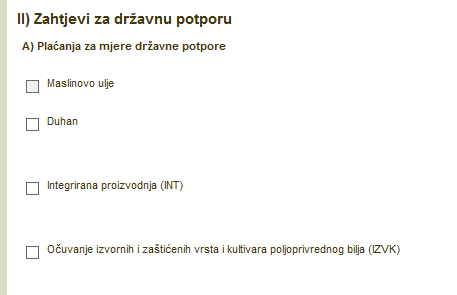 II) Zahtjevi za državnu potporu
A) Plaćanja za mjere državne potpore
Maslinovo ulje
Duhan
Integrirana proizvodnja (INT)
Očuvanje izvornih i zaštićenih vrsta i kultivara poljoprivrednog bilja (IZVK)